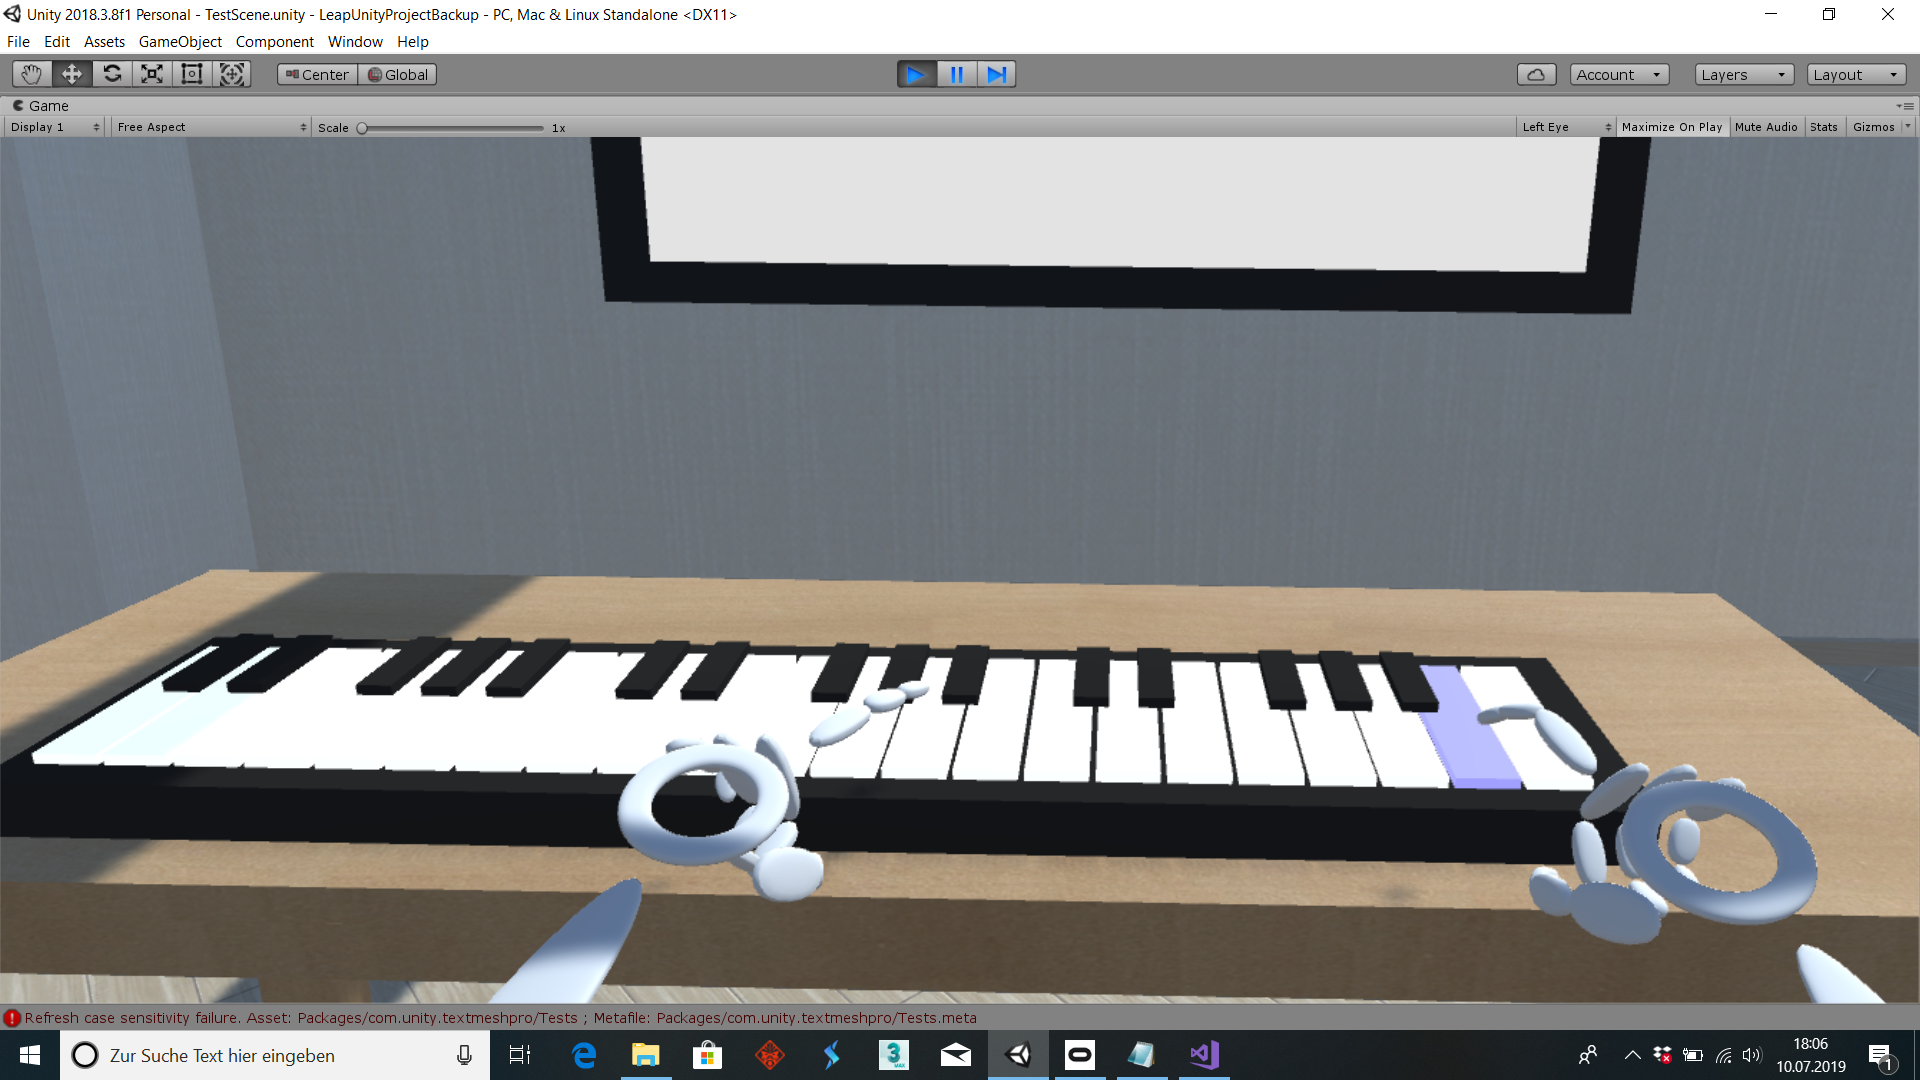 Unity 2018.3.8f1 Personal - TestScene.unity - LeapUnityProjectBackup - PC, Mac & Linux Standalone <DX11>
File Edit Assets GameObject Component Window Help
Center Global Account Layers Layout
Game
Display 1 Free Aspect Scale 1x Left Eye Maximize On Play Mute Audio Stats Gizmos
Refresh case sensitivity failure. Asset: Packages/com.unity.textmeshpro/Tests ; Metafile: Packages/com.unity.textmeshpro/Tests.meta
Zur Suche Text hier eingeben
3
MAX
18:06
10.07.2019
1